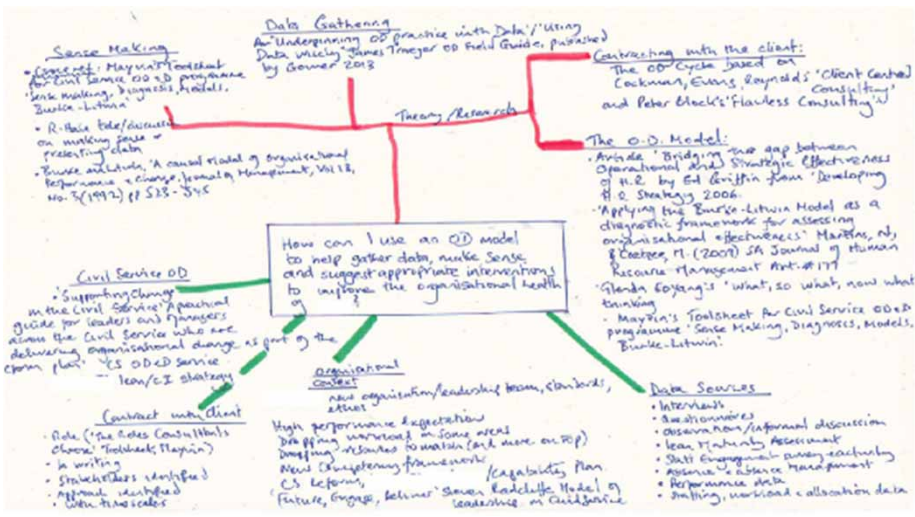 Data Gathering
An 'Underpinning OD practice with Data'/'Using
Data wisely' James Traeger OD Field Guide, published
by Gower 2013
Sense Making
Concept: Mayvin's Toolsheet
for Civil Service OD&D programme
'Sense making, Diagnosis, Models,
Burke-Litwin'
on making sense &
presenting data
Burke and Litwin, 'A causal model of organisational
Performance & Change, Journal of Management, Vol 18,
No. 3 (1992) pp 523-545
Theory/Research
Contracting with the client:
The OD Cycle based on
Cockman, Evans, Reynolds 'Client Centred
Consulting'
and Peter Block's 'Flawless Consulting'
The O.D. Model:
Article 'Bridging the gap between
Operational and Strategic Effectiveness
of H.R. by Ed Griffin from 'Developing
H.R. Strategy 2006.
'Applying the Burke-Litwin Model as a
diagnostic framework for assessing
organisational effectiveness' Martins, N,
& Coetzee, M. (2009) SA Journal of Human
Resource Management Art. #177
'What, so what, now what'
thinking
- Mayvin's Toolsheet for Civil Service OD&D
programme 'Sense Making, Diagnosis, Models,
Burke-Litwin'
How can I use an OD model
to help gather data, make sense
and suggest appropriate interventions
to improve the organisational health
of
?
Civil Service OD
'Supporting Change
in the Civil Service' A practical
guide for leaders and managers
across the Civil Service who are
delivering organisational change as part of the
reform plan' CS OD&D Service
lean/CI strategy
Contract with Client
• Role ('The Roles Consultants
Choose' Toolsheet, Mayvin)
• In writing
• Stakeholders identified
• Approach identified
• With timescales
Organisational
Context
new organisation/leadership team, standards,
ethos
High performance Expectation
Dropping workload in some areas
Dropping resources to match (and more on top)
New competency framework
CS Reform, /capability Plan
'Future, Engage, Deliver' Steven Radcliffe Model of
leadership in Civil Service
Data Sources
• Interviews
• Questionnaires
• observation/informal discussion
• Lean Maturity Assessment
• Staff Engagement survey
• Absence & absence Management
• Performance data
• Staffing, workload & allocation data